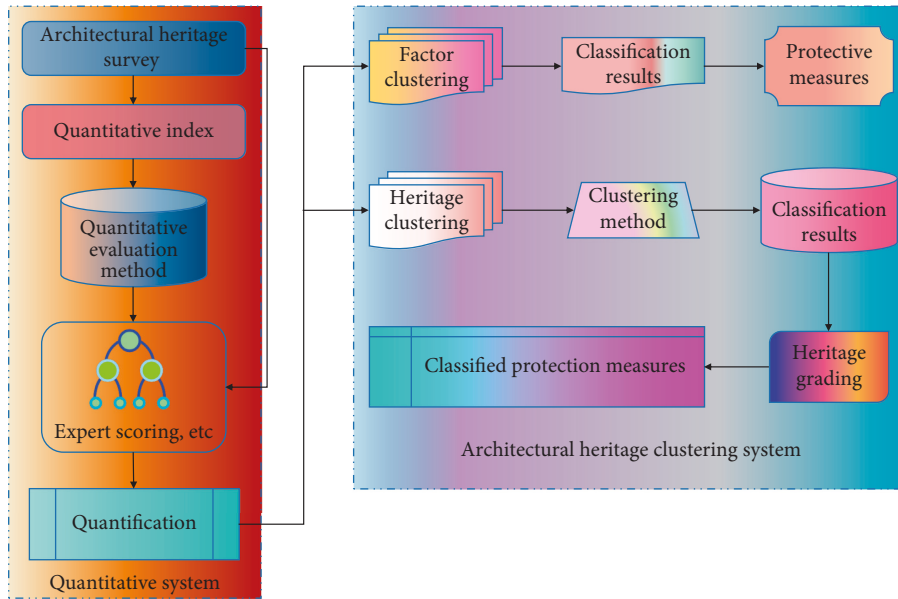 Architectural heritage
survey
Quantitative index
Quantitative
evaluation
method
Expert scoring, etc
Quantification
Quantitative system
Factor
clustering
Classification
results
Protective
measures
Heritage
clustering
Clustering
method
Classification
results
Classified protection measures
Heritage
grading
Architectural heritage clustering system